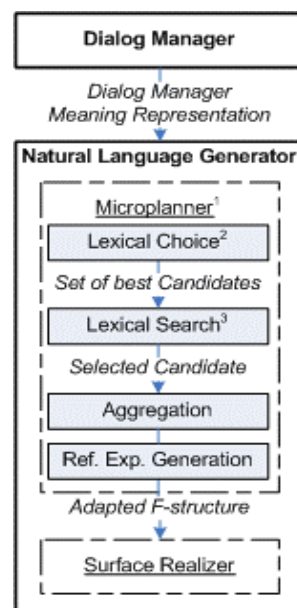 Dialog Manager
Dialog Manager
Meaning Representation
Natural Language Generator
Microplanner¹
Lexical Choice²
Set of best Candidates
Lexical Search³
Selected Candidate
Aggregation
Ref. Exp. Generation
Adapted F-structure
Surface Realizer